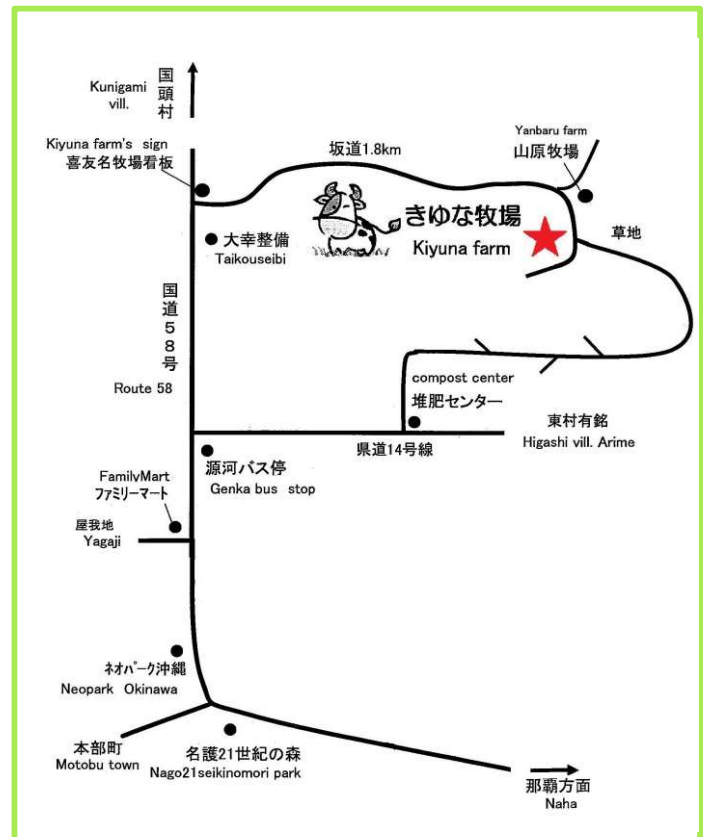 国頭村
Kunigami
vill.
Kiyuna farm's sign
喜友名牧場看板
坂道1.8km
Yanbaru farm
山原牧場
きゆな牧場
Kiyuna farm
草地
大幸整備
Taikouseibi
国道58号
Route 58
compost center
堆肥センター
東村有銘
Higashi vill. Arime
県道14号線
源河バス停
Genka bus stop
FamilyMart
ファミリーマート
屋我地
Yagaji
ネオパーク沖縄
Neopark Okinawa
本部町
Motobu town
名護21世紀の森
Nago21seikinomori park
那覇方面
Naha